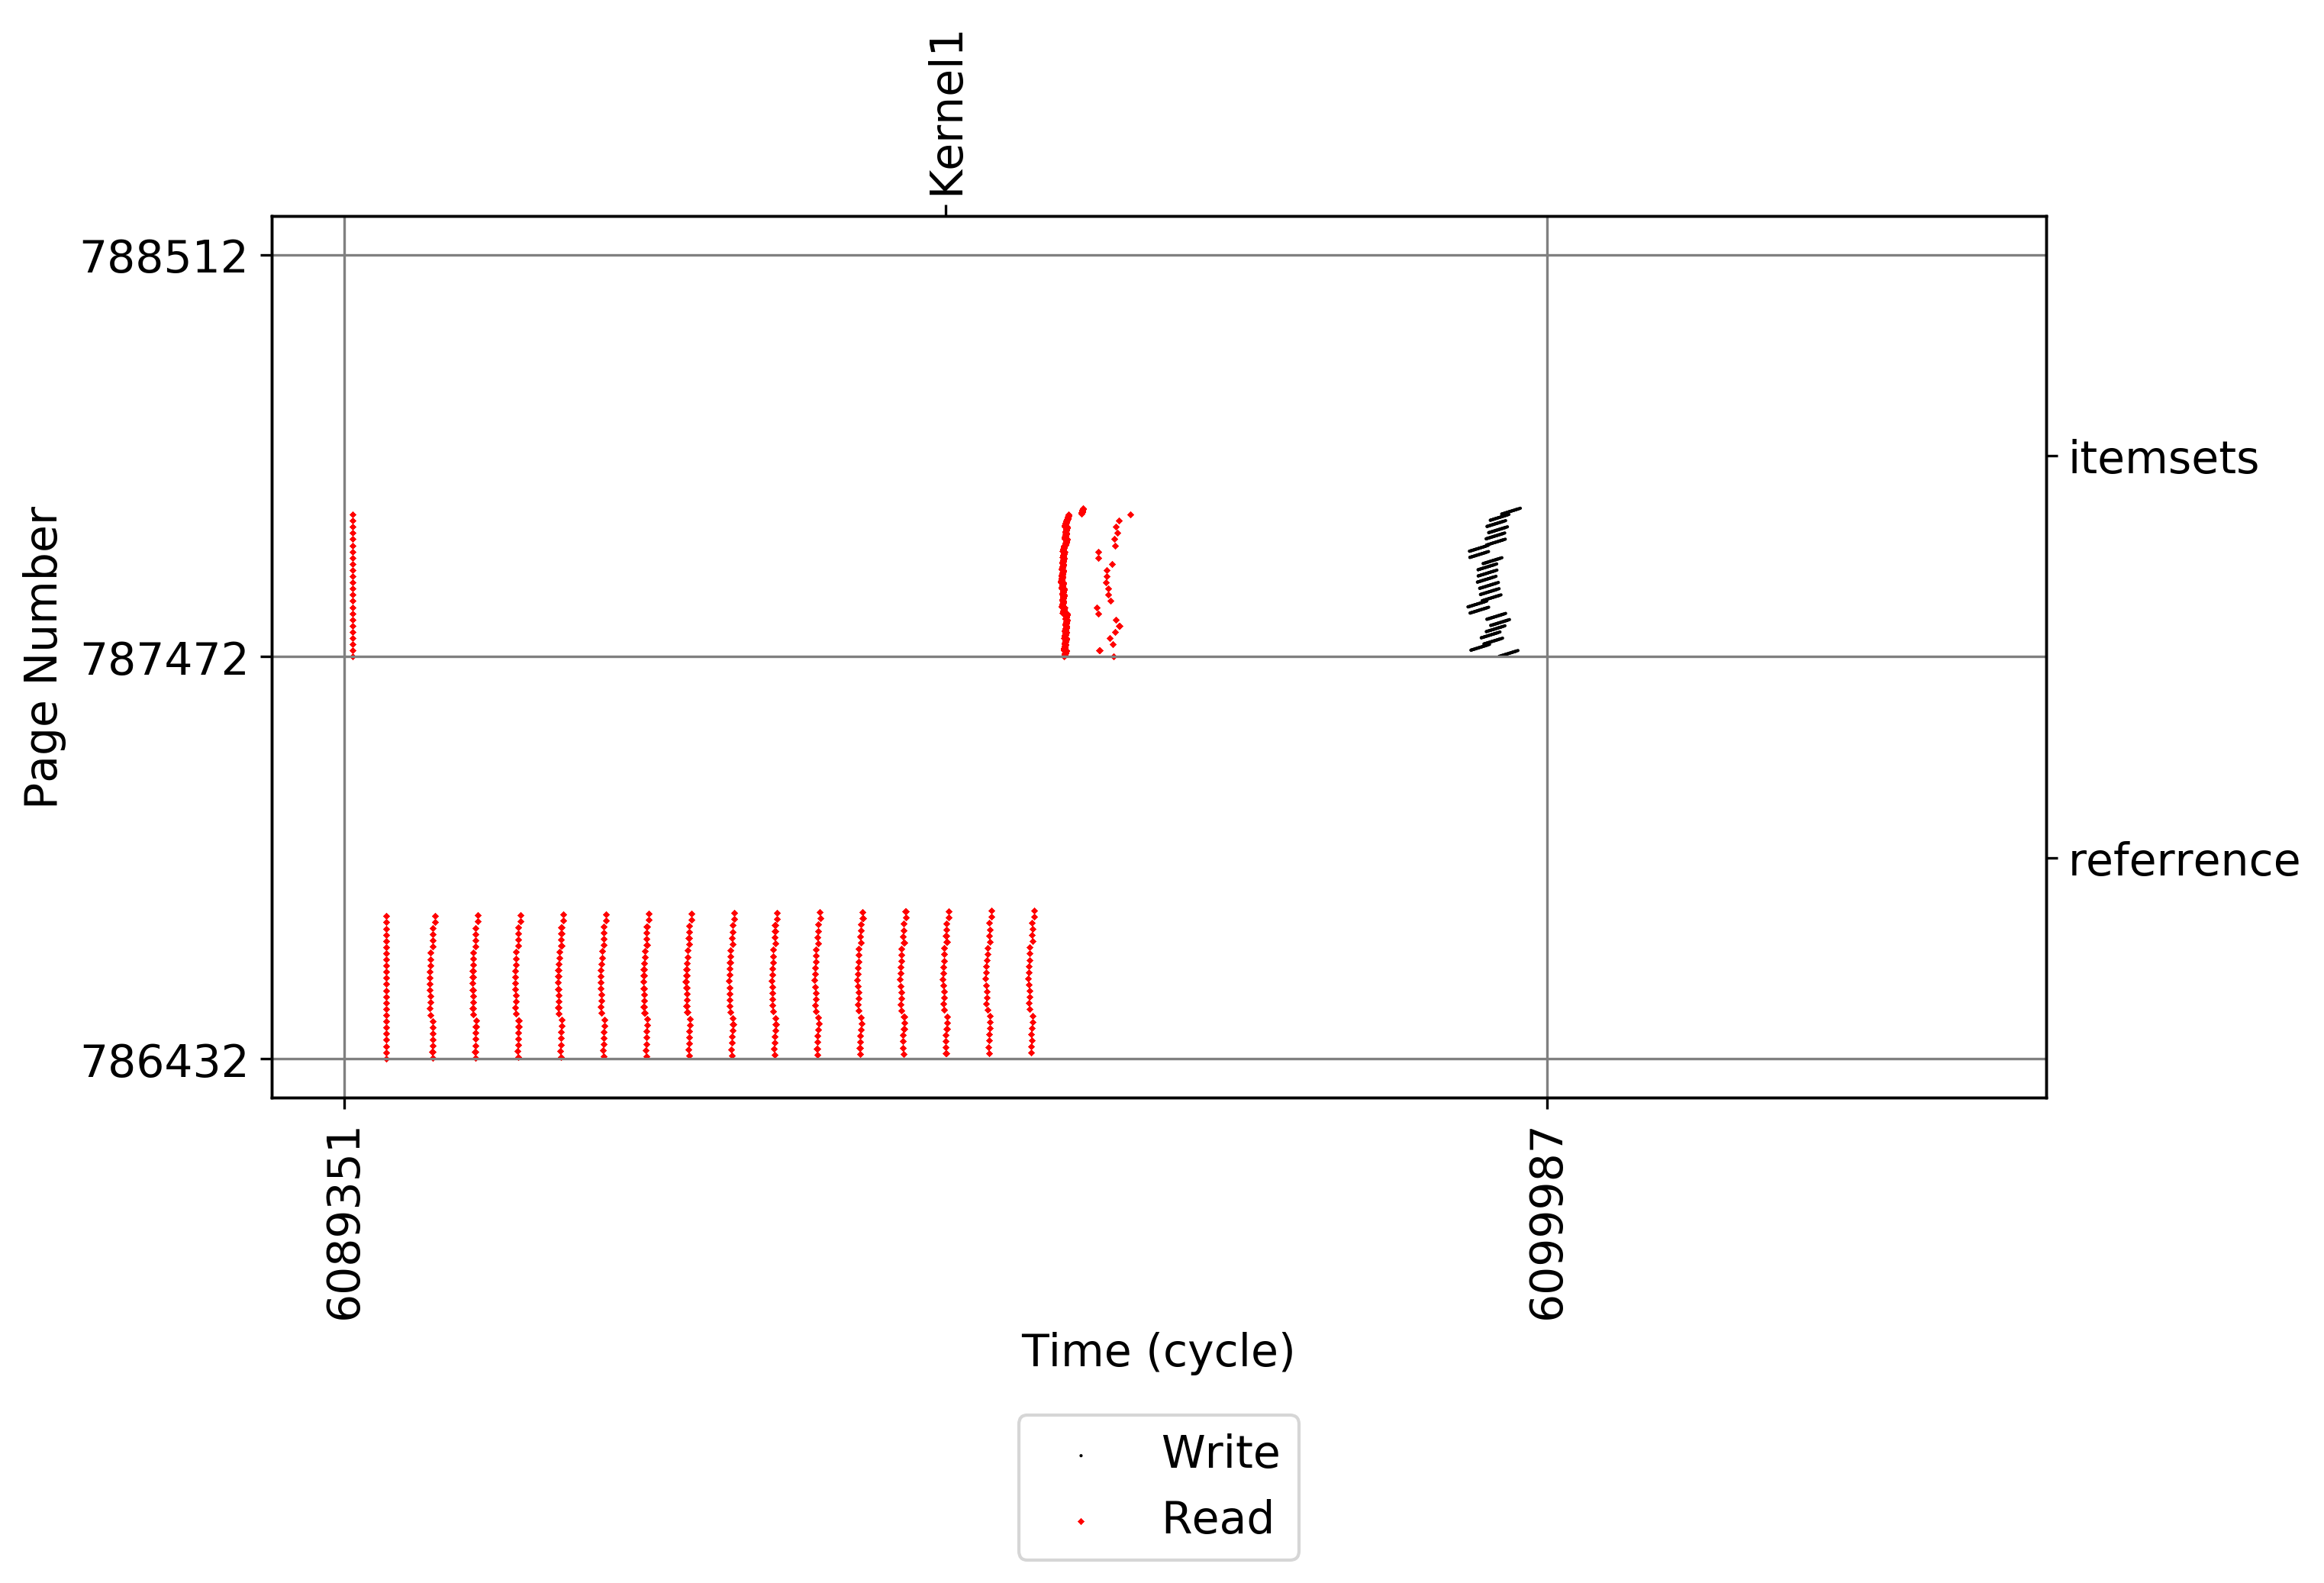 Kernel1
788512
787472
786432
Page Number
itemsets
referrence
6089351
6099987
Time (cycle)
Write
Read